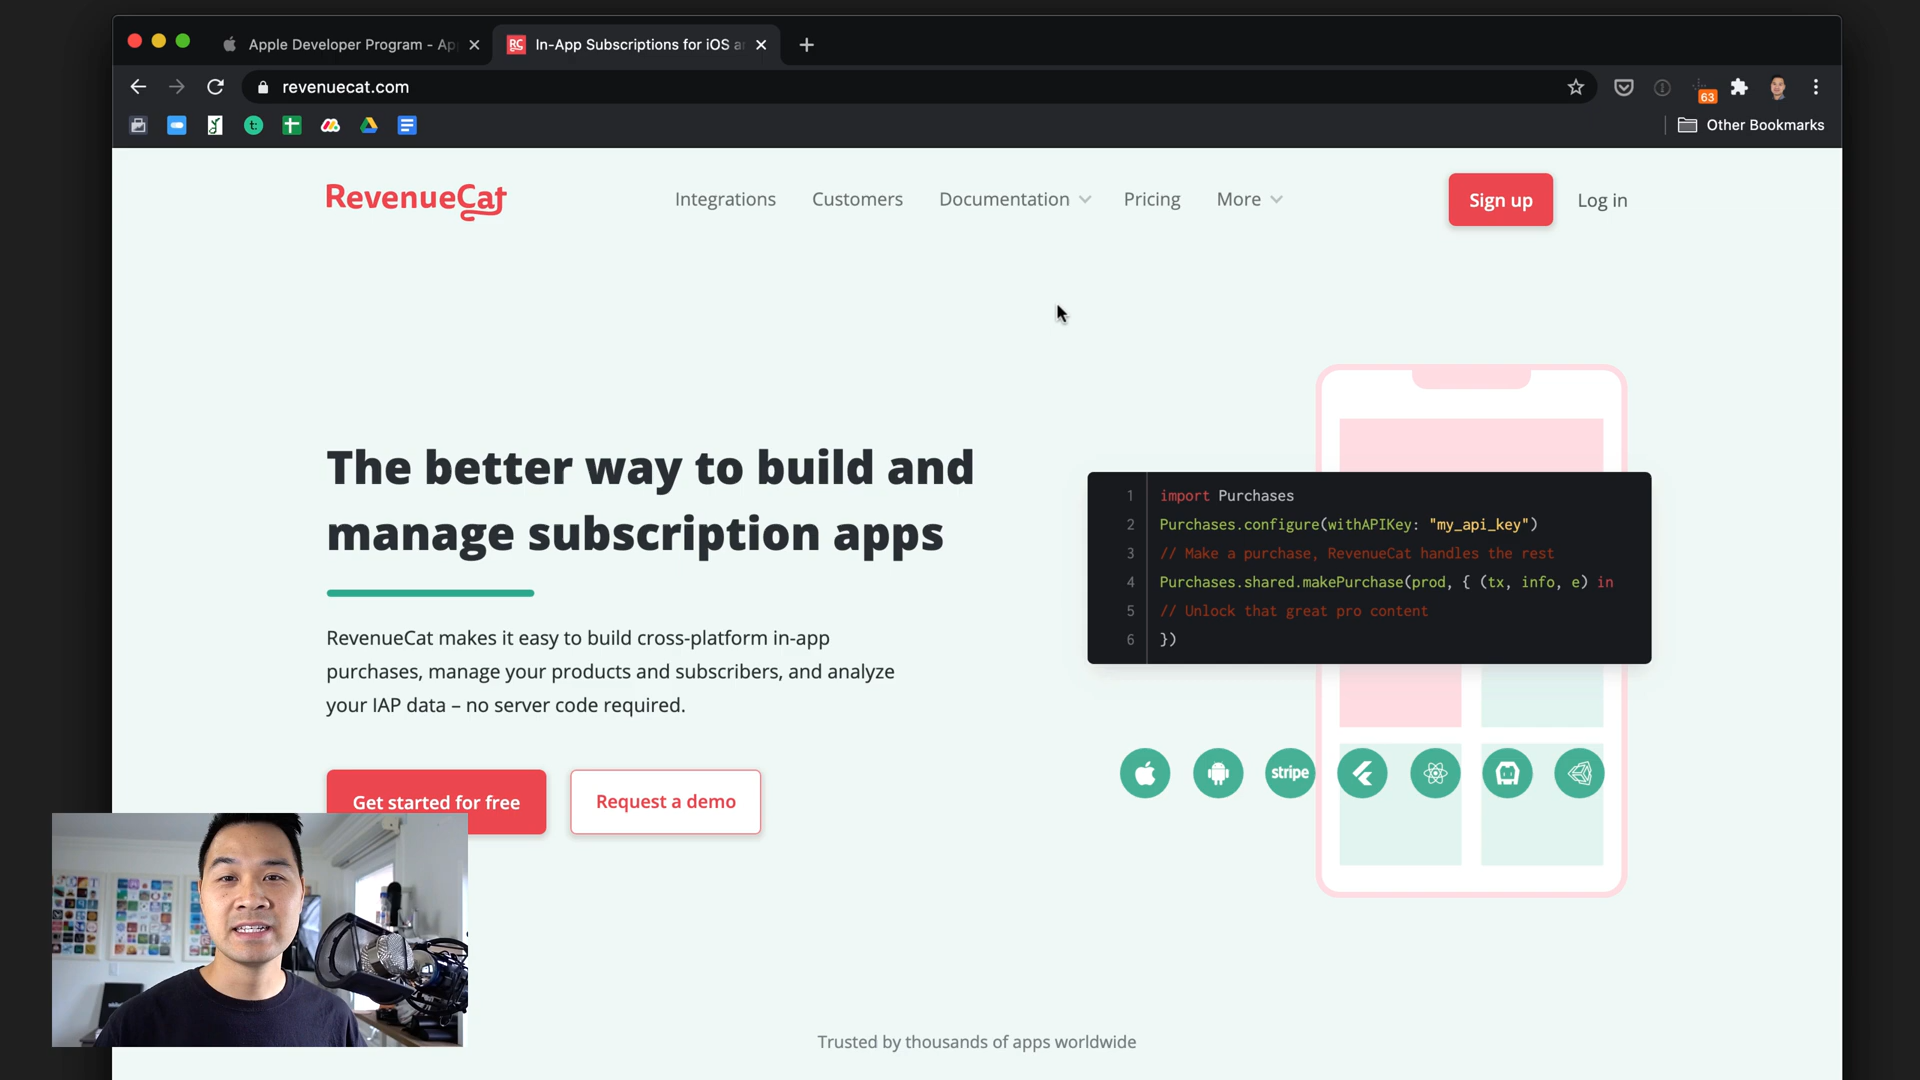 Apple Developer Program - Ap
RC
In-App Subscriptions for iOS a
revenuecat.com
63
Other Bookmarks
RevenueCat
Integrations
Customers
Documentation
Pricing
More
Sign up
Log in
The better way to build and
manage subscription apps
RevenueCat makes it easy to build cross-platform in-app
purchases, manage your products and subscribers, and analyze
your IAP data – no server code required.
Get started for free
Request a demo
1 import Purchases
2 Purchases.configure(withAPIKey: "my_api_key")
3 // Make a purchase, RevenueCat handles the rest
4 Purchases.shared.makePurchase(prod, { (tx, info, e) in
5 // Unlock that great pro content
6 })
stripe
Trusted by thousands of apps worldwide